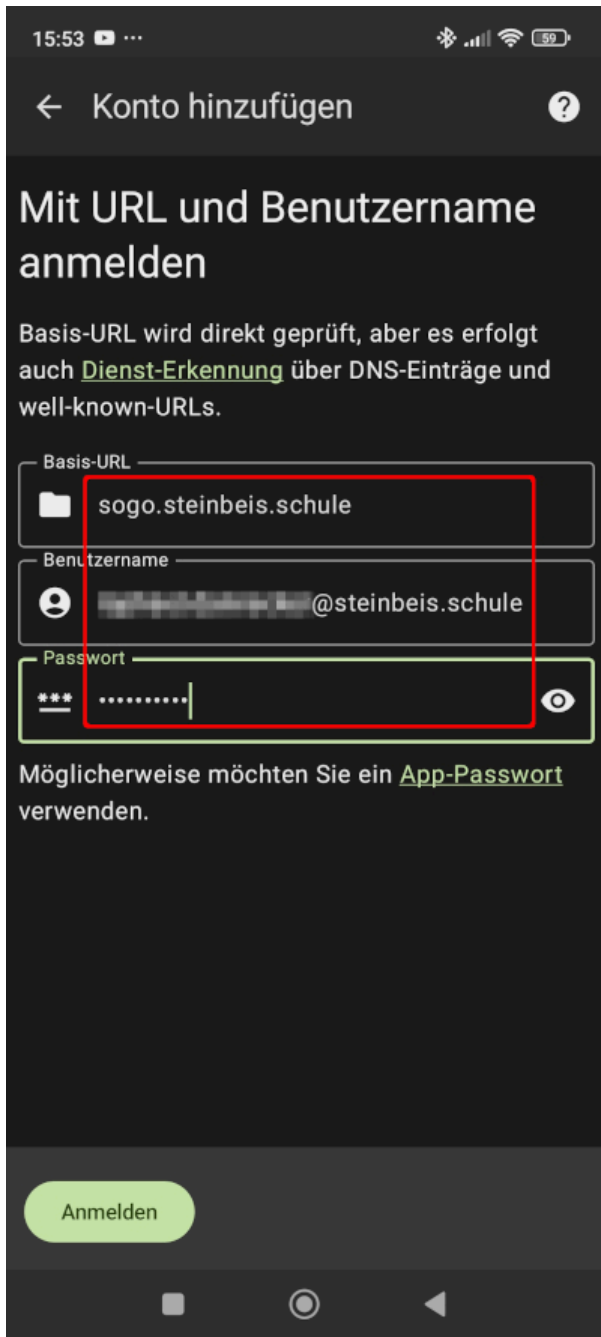 15:53
59
Konto hinzufügen
Mit URL und Benutzername
anmelden
Basis-URL wird direkt geprüft, aber es erfolgt
auch Dienst-Erkennung über DNS-Einträge und
well-known-URLs.
Basis-URL
sogo.steinbeis.schule
Benutzername
@steinbeis.schule
Passwort
***
••••••••••
Möglicherweise möchten Sie ein App-Passwort
verwenden.
Anmelden